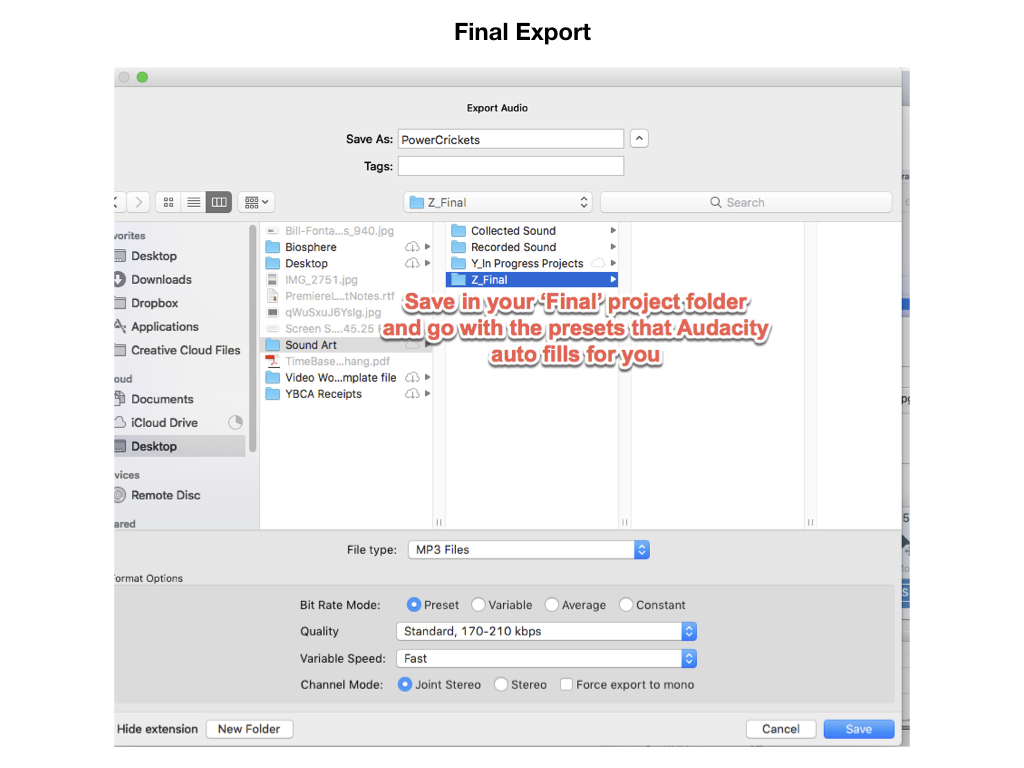 Final Export
Export Audio
Save As: PowerCrickets
Tags:
Z_Final
Search
vorites
Desktop
Downloads
Dropbox
Applications
Creative Cloud Files
oud
Documents
iCloud Drive
Desktop
vices
Remote Disc
ared
Bill-Fonta...s_940.jpg
Biosphere
Desktop
IMG_2751.jpg
PremiereL...tNotes.rtf
qWuSxuJ6Yslg.jpg
Screen S....45.25
Sound Art
TimeBase...hang.pdf
Video Wo...mplate file
YBCA Receipts
Collected Sound
Recorded Sound
Y_In Progress Projects
Z_Final
Save in your ‘Final’ project folder
and go with the presets that Audacity
auto fills for you
File type: MP3 Files
ormat Options
Bit Rate Mode: Preset Variable Average Constant
Quality Standard, 170-210 kbps
Variable Speed: Fast
Channel Mode: Joint Stereo Stereo Force export to mono
Hide extension New Folder Cancel Save